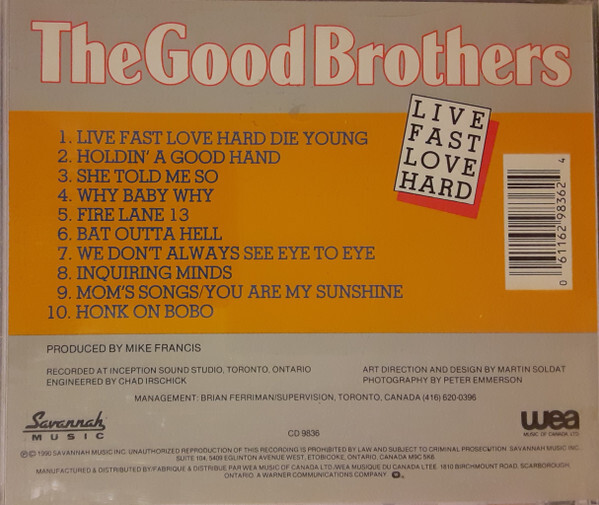 The Good Brothers
LIVE
FAST
LOVE
HARD
1. LIVE FAST LOVE HARD DIE YOUNG
2. HOLDIN' A GOOD HAND
3. SHE TOLD ME SO
4. WHY BABY WHY
5. FIRE LANE 13
6. BAT OUTTA HELL
7. WE DON'T ALWAYS SEE EYE TO EYE
8. INQUIRING MINDS
9. MOM'S SONGS/YOU ARE MY SUNSHINE
10. HONK ON BOBO
0 61162 98362 4
PRODUCED BY MIKE FRANCIS
RECORDED AT INCEPTION SOUND STUDIO, TORONTO, ONTARIO
ENGINEERED BY CHAD IRSCHICK
ART DIRECTION AND DESIGN BY MARTIN SOLDAT
PHOTOGRAPHY BY PETER EMMERSON
MANAGEMENT: BRIAN FERRIMAN/SUPERVISION, TORONTO, CANADA (416) 620-0396
Savannah
MUSIC
CD 9836
wea
MUSIC OF CANADA LTD
℗© 1990 SAVANNAH MUSIC INC. UNAUTHORIZED REPRODUCTION OF THIS RECORDING IS PROHIBITED BY LAW AND SUBJECT TO CRIMINAL PROSECUTION. SAVANNAH MUSIC INC.
SUITE 104, 5409 EGLINTON AVENUE WEST, ETOBICOKE, ONTARIO, CANADA M9C 5K6
MANUFACTURED & DISTRIBUTED BY/FABRIQUE & DISTRIBUE PAR WEA MUSIC OF CANADA LTD./WEA MUSIQUE DU CANADA LTEE. 1810 BIRCHMOUNT ROAD, SCARBOROUGH,
ONTARIO. A WARNER COMMUNICATIONS COMPANY